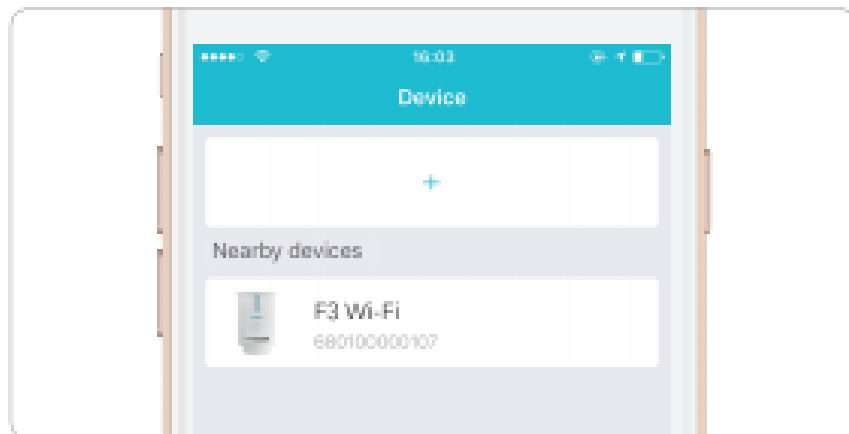 16:03
Device
+
Nearby devices
F3 Wi-Fi
680100000107